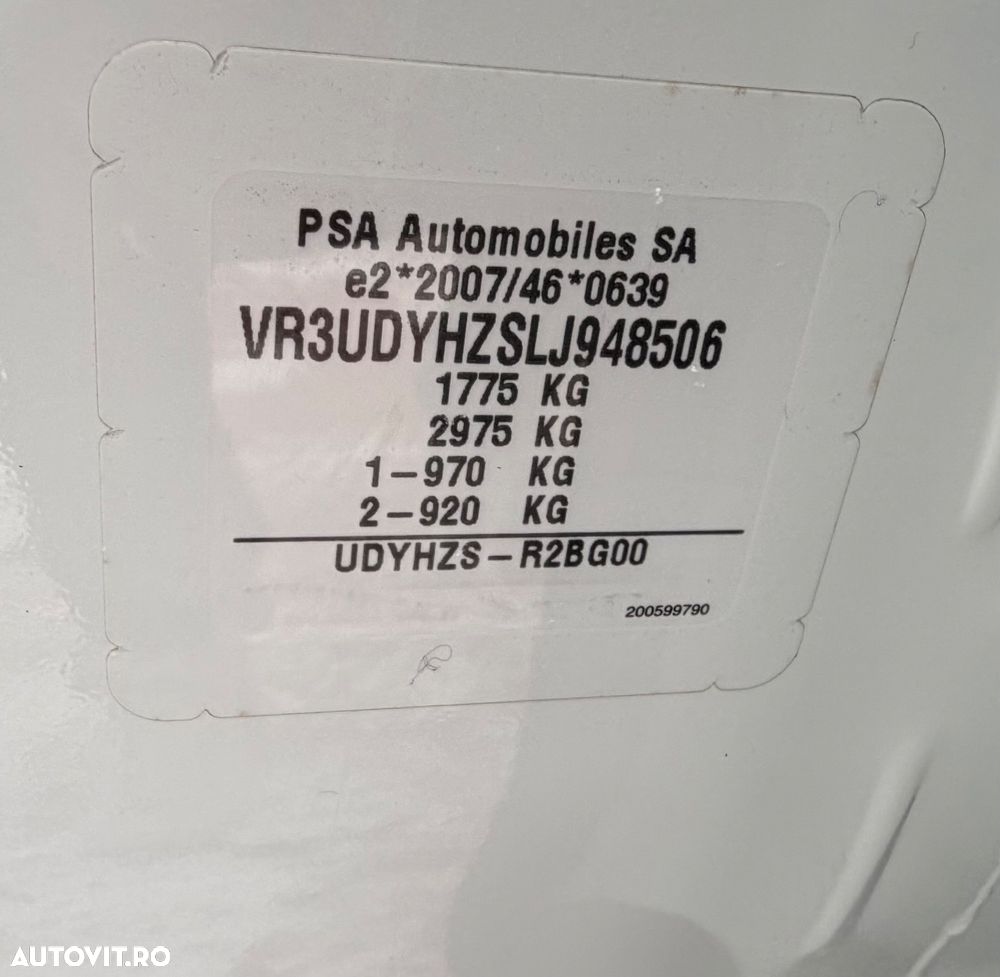 PSA Automobiles SA
e2*2007/46*0639
VR3UDYHZSLJ948506
1775 KG
2975 KG
1-970 KG
2-920 KG
UDYHZS-R2BG00
200599790
AUTOVIT.RO